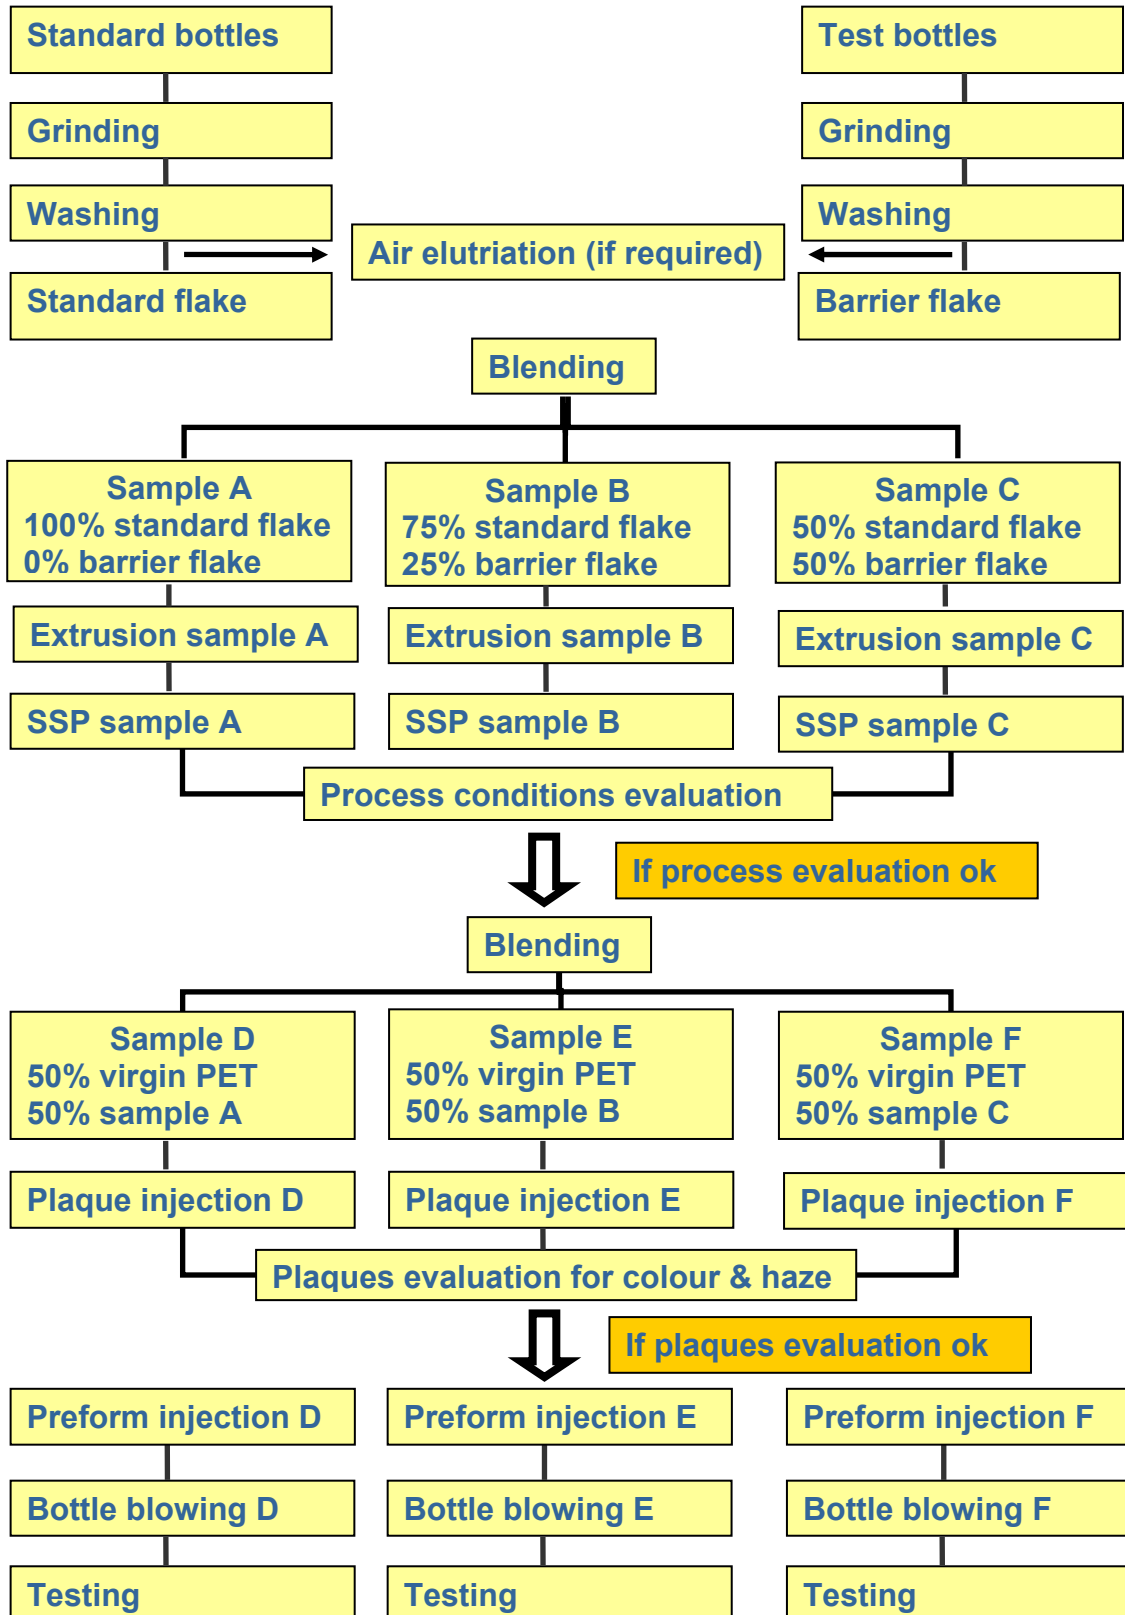 Standard bottles
Test bottles
Grinding
Grinding
Washing
Washing
Air elutriation (if required)
Standard flake
Barrier flake
Blending
Sample A
100% standard flake
0% barrier flake
Sample B
75% standard flake
25% barrier flake
Sample C
50% standard flake
50% barrier flake
Extrusion sample A
Extrusion sample B
Extrusion sample C
SSP sample A
SSP sample B
SSP sample C
Process conditions evaluation
If process evaluation ok
Blending
Sample D
50% virgin PET
50% sample A
Sample E
50% virgin PET
50% sample B
Sample F
50% virgin PET
50% sample C
Plaque injection D
Plaque injection E
Plaque injection F
Plaques evaluation for colour & haze
If plaques evaluation ok
Preform injection D
Preform injection E
Preform injection F
Bottle blowing D
Bottle blowing E
Bottle blowing F
Testing
Testing
Testing